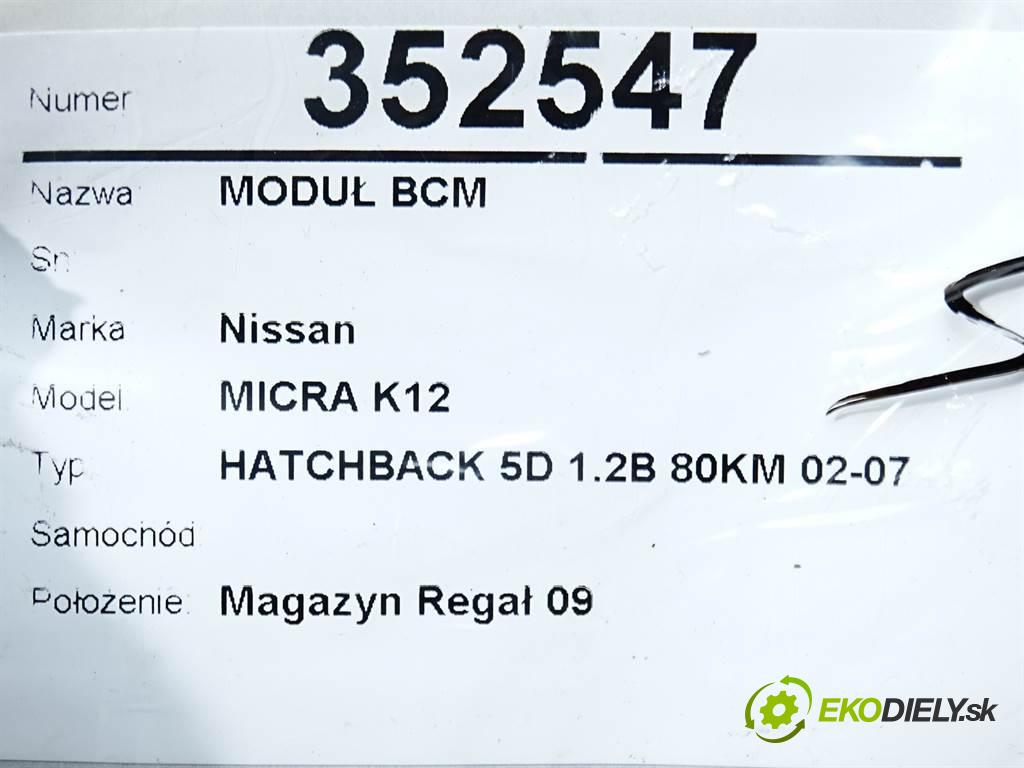 Numer 352547
Nazwa MODUŁ BCM
Sn
Marka Nissan
Model MICRA K12
Typ HATCHBACK 5D 1.2B 80KM 02-07
Samochód
Położenie: Magazyn Regał 09
EKODIELY.sk